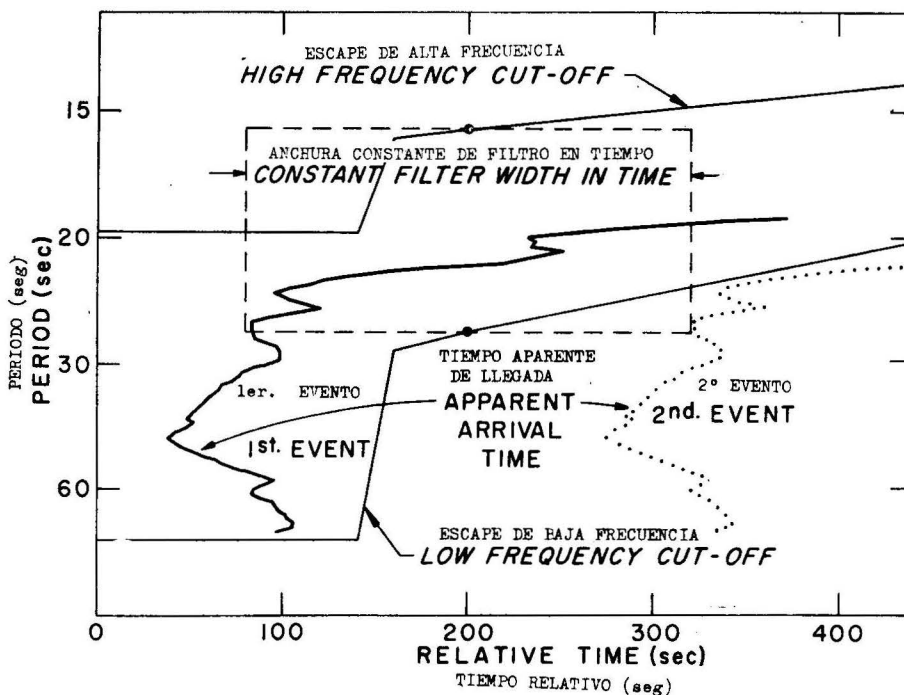 ESCAPE DE ALTA FRECUENCIA
HIGH FREQUENCY CUT-OFF
15
ANCHURA CONSTANTE DE FILTRO EN TIEMPO
CONSTANT FILTER WIDTH IN TIME
20
PERIODO (seg)
PERIOD (sec)
30
TIEMPO APARENTE
DE LLEGADA
1er. EVENTO
2° EVENTO
APPARENT
ARRIVAL
TIME
2nd. EVENT
1st. EVENT
60
ESCAPE DE BAJA FRECUENCIA
LOW FREQUENCY CUT-OFF
0 100 200 300 400
RELATIVE TIME (sec)
TIEMPO RELATIVO (seg)